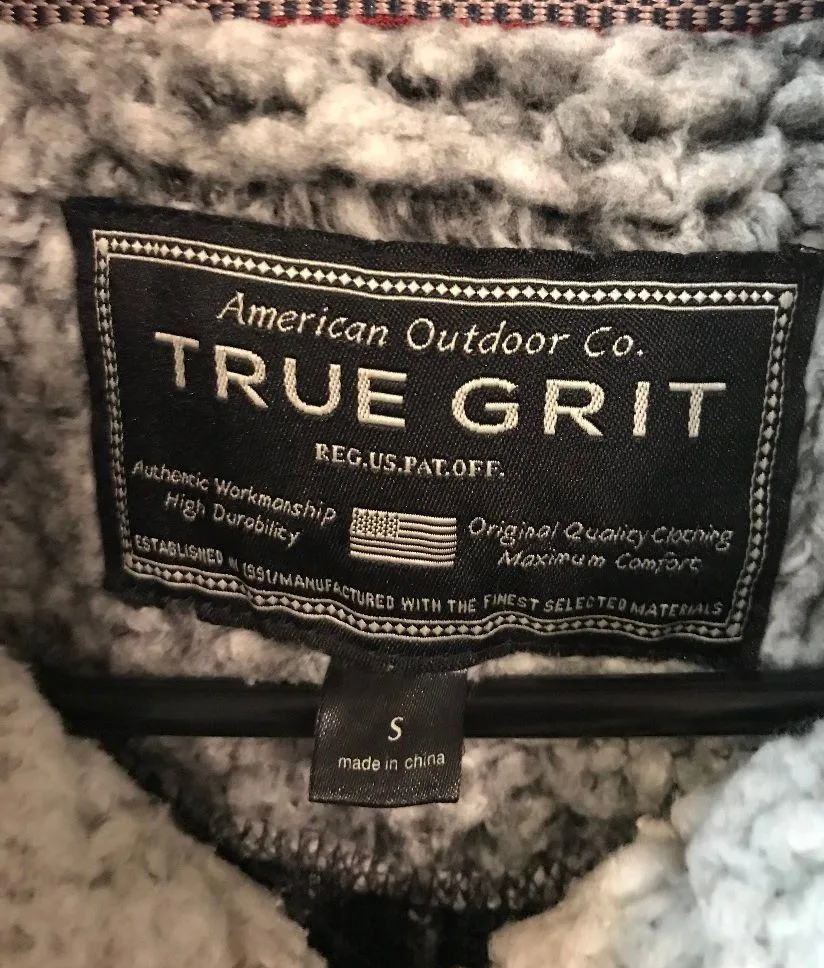 American Outdoor Co.
TRUE GRIT
REG.US.PAT.OFF.
Authentic Workmanship
High Durability
Original Quality Clothing
Maximum Comfort
ESTABLISHED IN 1991/MANUFACTURED WITH THE FINEST SELECTED MATERIALS
S
made in china